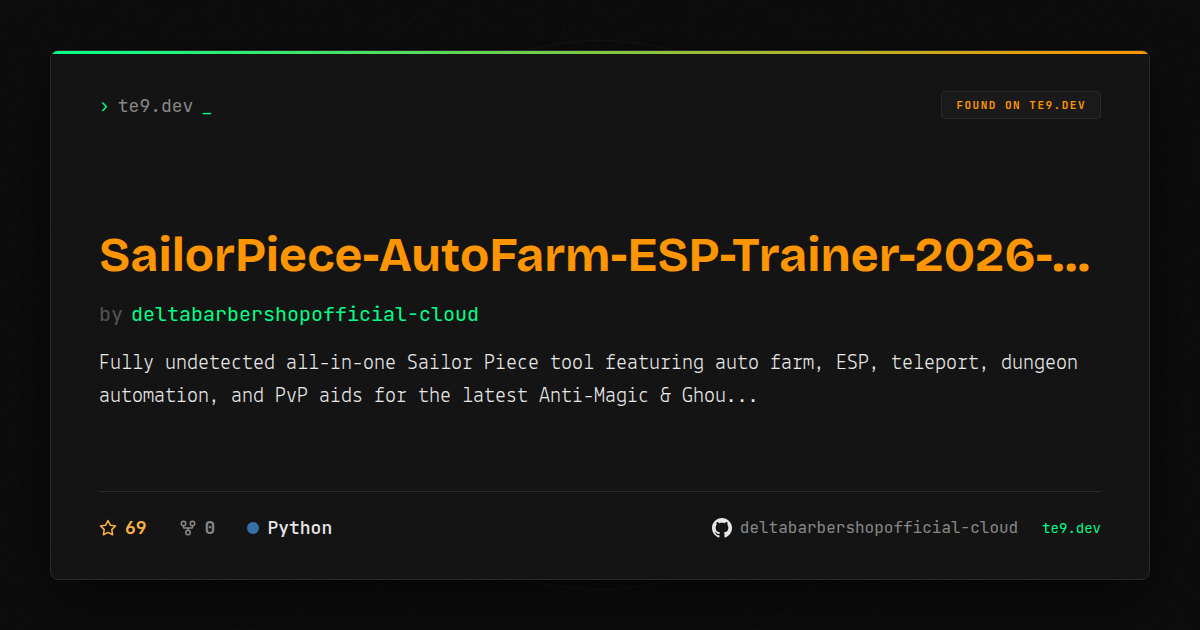 › te9.dev _
FOUND ON TE9.DEV
SailorPiece-AutoFarm-ESP-Trainer-2026-...
by deltabarbershopofficial-cloud
Fully undetected all-in-one Sailor Piece tool featuring auto farm, ESP, teleport, dungeon
automation, and PvP aids for the latest Anti-Magic & Ghou...
69 0 Python
deltabarbershopofficial-cloud te9.dev